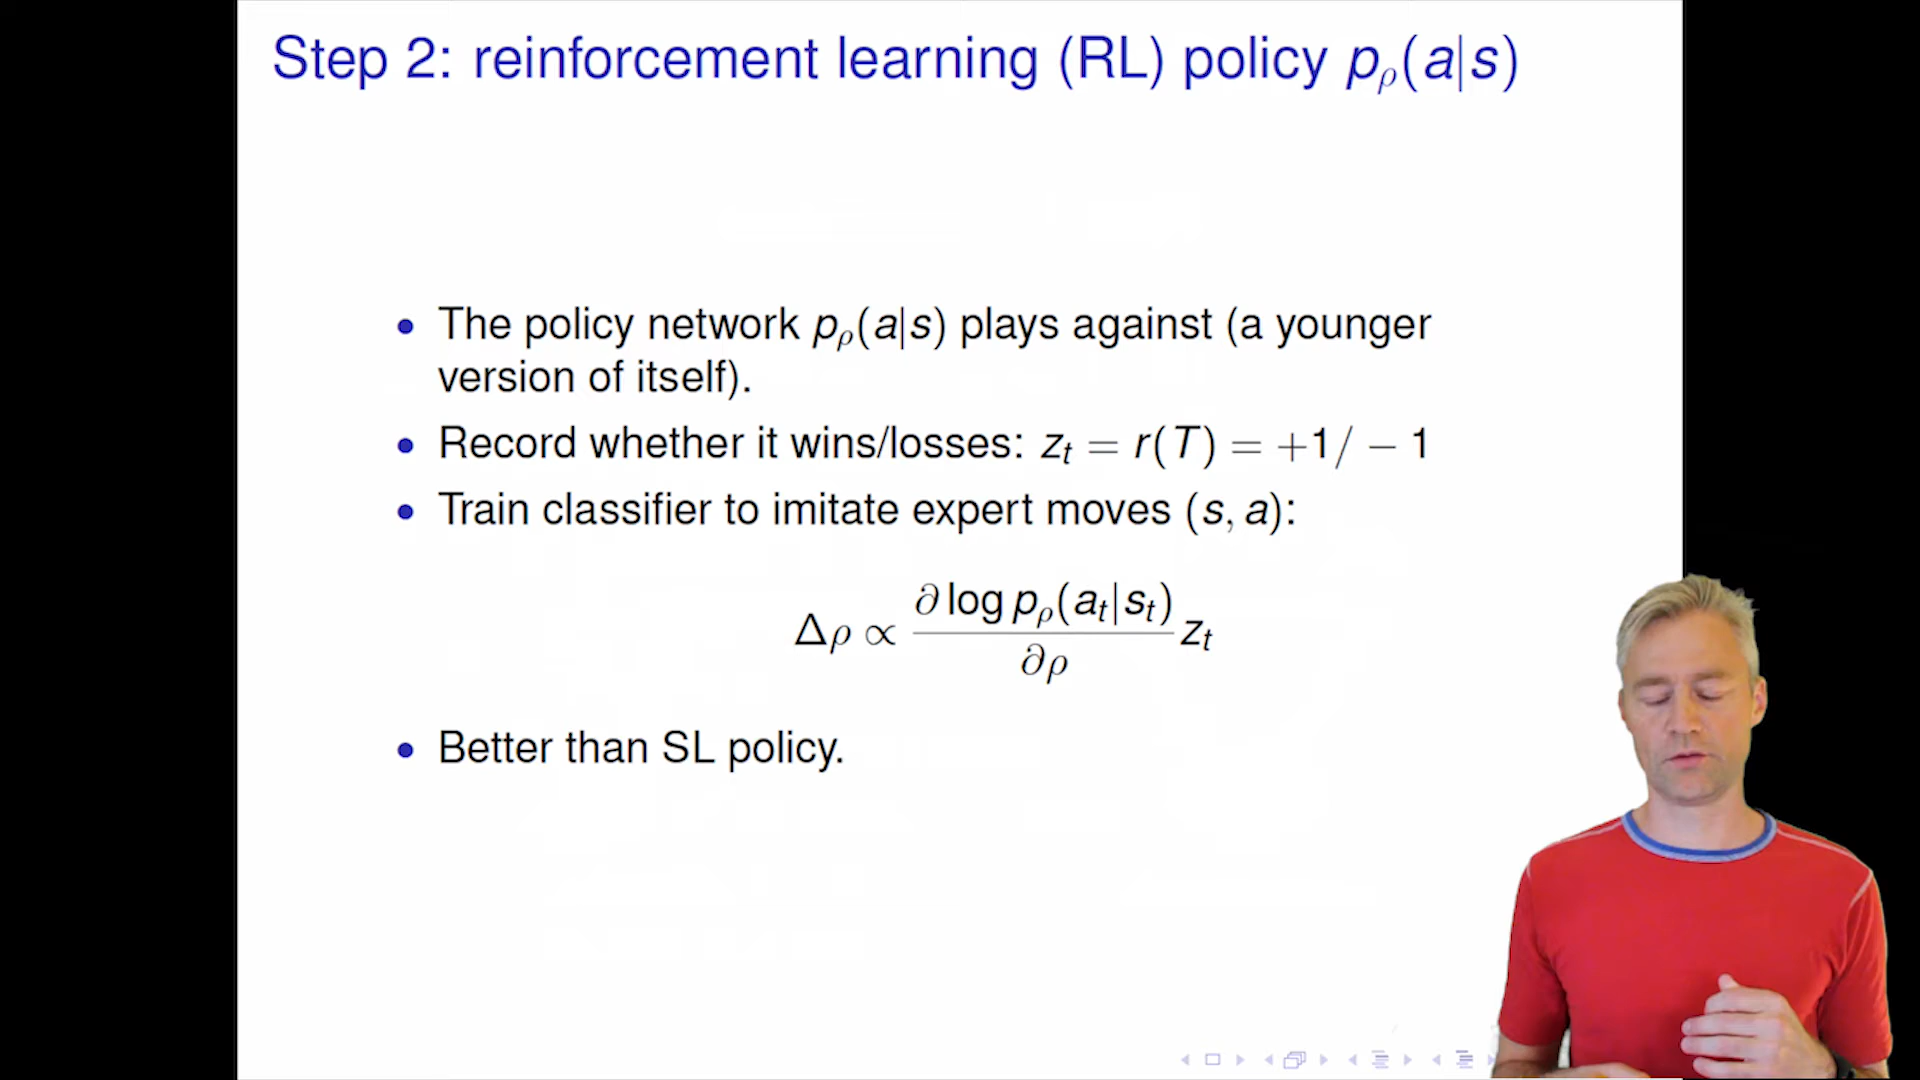 Step 2: reinforcement learning (RL) policy pρ(a|s)
• The policy network pρ(a|s) plays against (a younger
version of itself).
• Record whether it wins/losses: zt = r(T) = +1/ − 1
• Train classifier to imitate expert moves (s, a):
Δρ ∝ ∂ log pρ(at|st) / ∂ρ zt
• Better than SL policy.